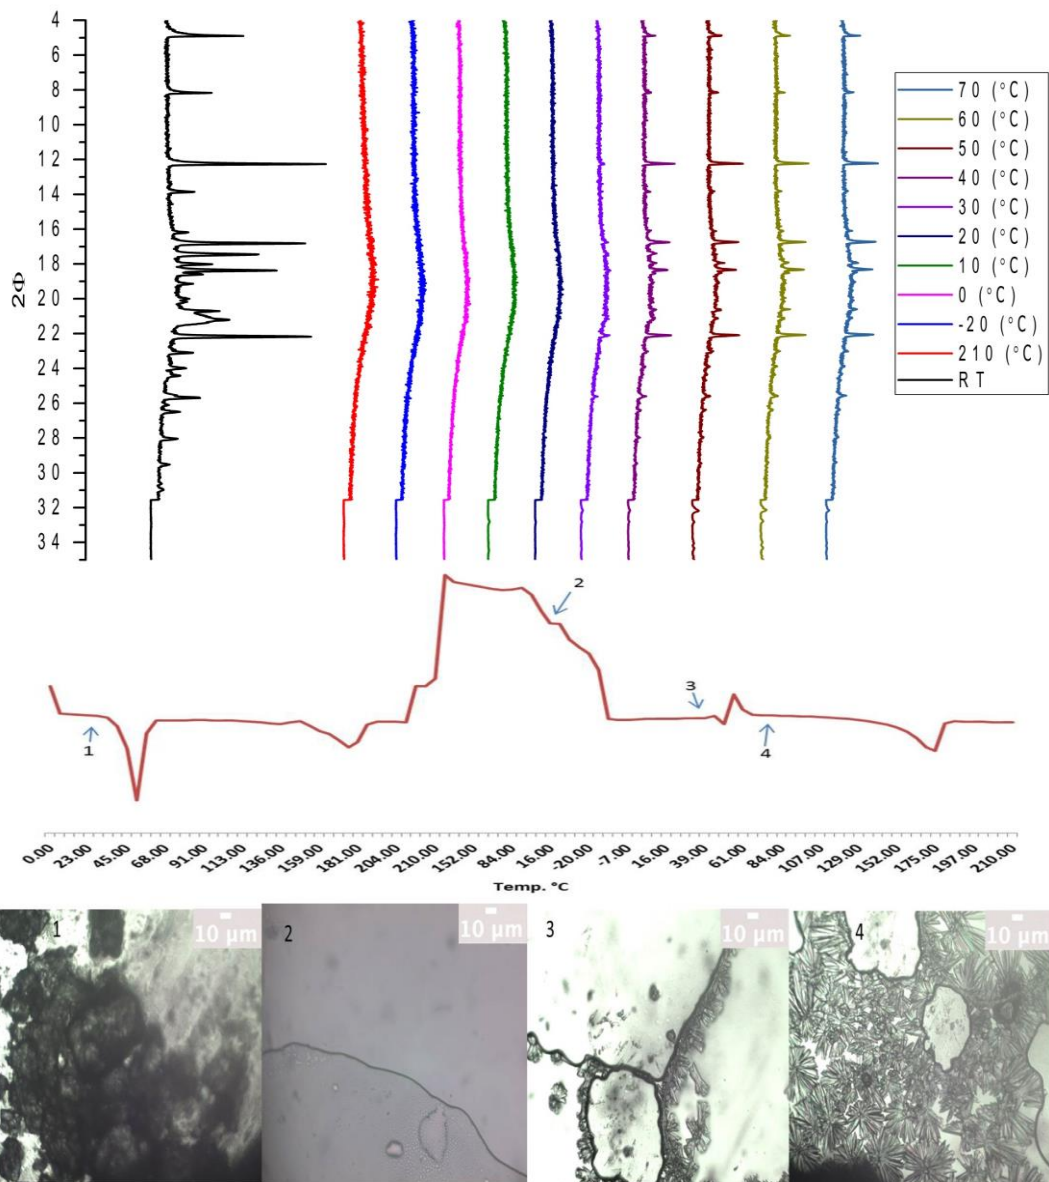 4
6
8
10
12
14
16
18
20
22
24
26
28
30
32
34
2Φ
70 (°C)
60 (°C)
50 (°C)
40 (°C)
30 (°C)
20 (°C)
10 (°C)
0 (°C)
-20 (°C)
210 (°C)
RT
2
3
1
4
0.00 23.00 45.00 68.00 91.00 113.00 136.00 159.00 181.00 204.00 210.00 152.00 84.00 16.00 -20.00 -7.00 16.00 39.00 61.00 84.00 107.00 129.00 152.00 175.00 197.00 210.00
Temp. °C
1 10 µm 2 10 µm 3 10 µm 4 10 µm